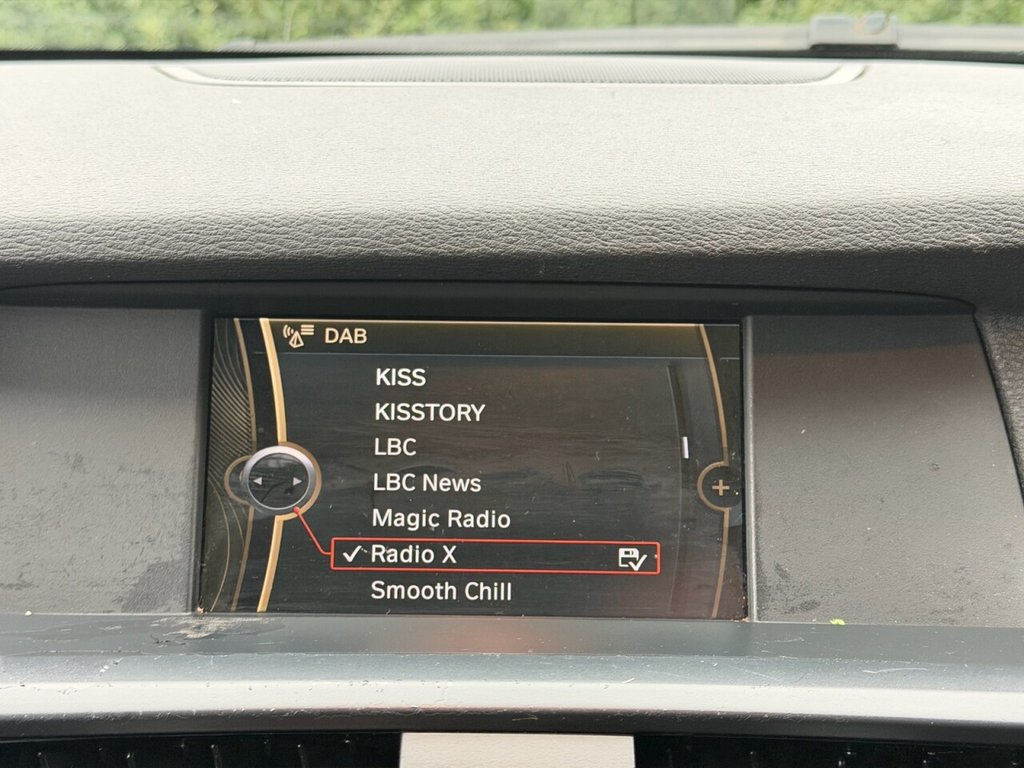 DAB
KISS
KISSTORY
LBC
LBC News
Magic Radio
Radio X
Smooth Chill